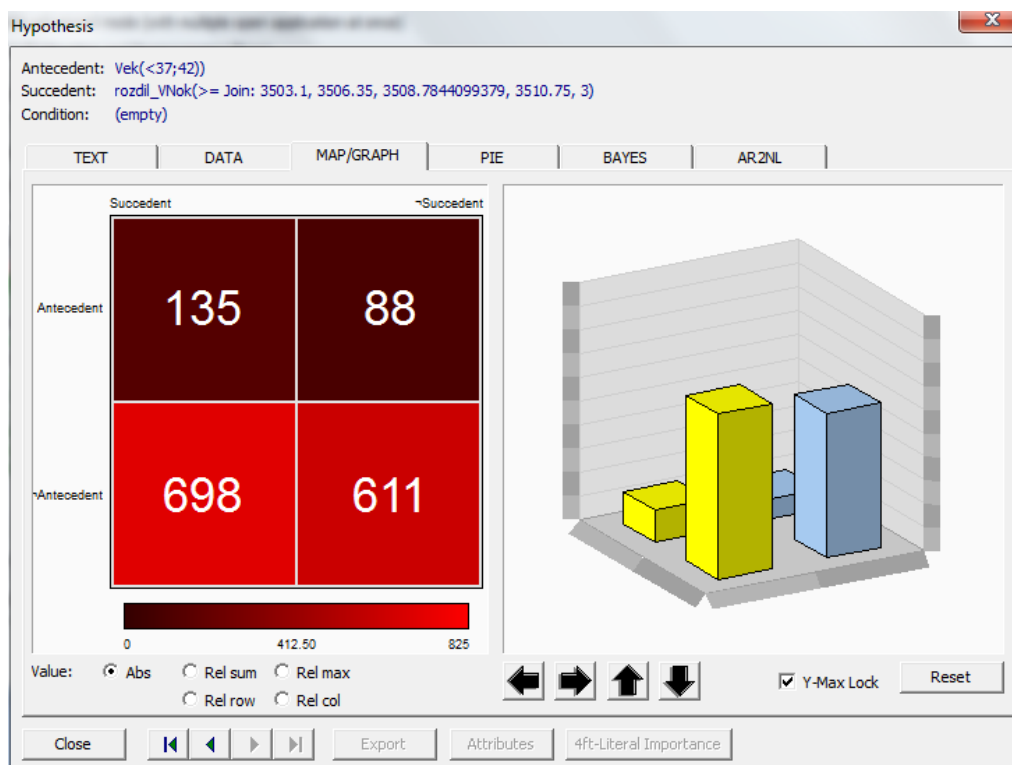 Hypothesis
Antecedent: Vek(<37;42))
Succedent: rozdil_VNok(>= Join: 3503.1, 3506.35, 3508.7844099379, 3510.75, 3)
Condition: (empty)
TEXT DATA MAP/GRAPH PIE BAYES AR2NL
Succedent ¬Succedent
Antecedent 135 88
¬Antecedent 698 611
0 412.50 825
Value: Abs Rel sum Rel max
Rel row Rel col
Y-Max Lock Reset
Close Export Attributes 4ft-Literal Importance